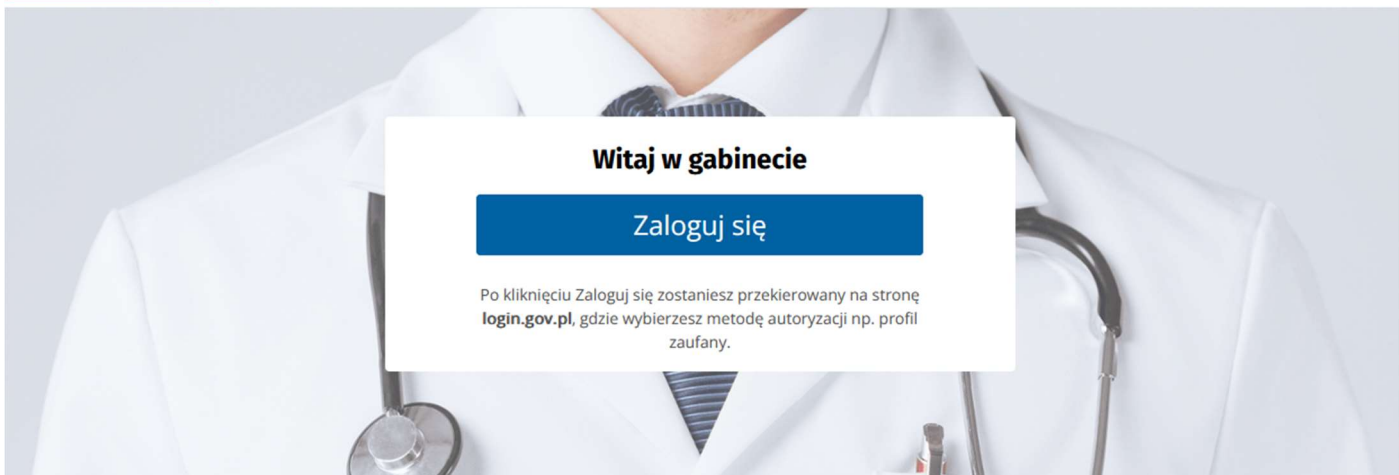 Witaj w gabinecie
Zaloguj się
Po kliknięciu Zaloguj się zostaniesz przekierowany na stronę
login.gov.pl, gdzie wybierzesz metodę autoryzacji np. profil
zaufany.